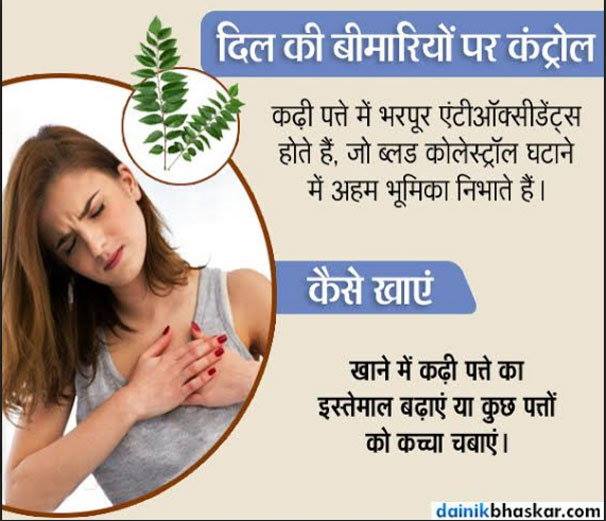 दिल की बीमारियों पर कंट्रोल
कढ़ी पत्ते में भरपूर एंटीऑक्सीडेंट्स
होते हैं, जो ब्लड कोलेस्ट्रॉल घटाने
में अहम भूमिका निभाते हैं।
कैसे खाएं
खाने में कढ़ी पत्ते का
इस्तेमाल बढ़ाएं या कुछ पत्तों
को कच्चा चबाएं।
dainikbhaskar.com